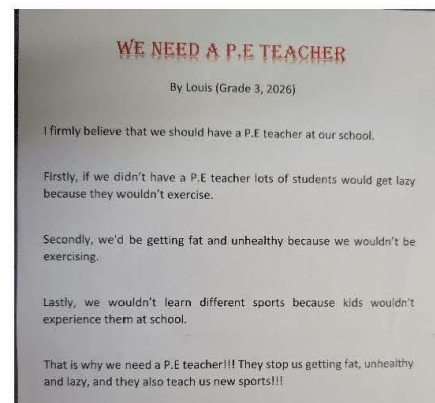 WE NEED A P.E TEACHER
By Louis (Grade 3, 2026)
I firmly believe that we should have a P.E teacher at our school.
Firstly, if we didn't have a P.E teacher lots of students would get lazy
because they wouldn't exercise.
Secondly, we'd be getting fat and unhealthy because we wouldn't be
exercising.
Lastly, we wouldn't learn different sports because kids wouldn't
experience them at school.
That is why we need a P.E teacher!!! They stop us getting fat, unhealthy
and lazy, and they also teach us new sports!!!